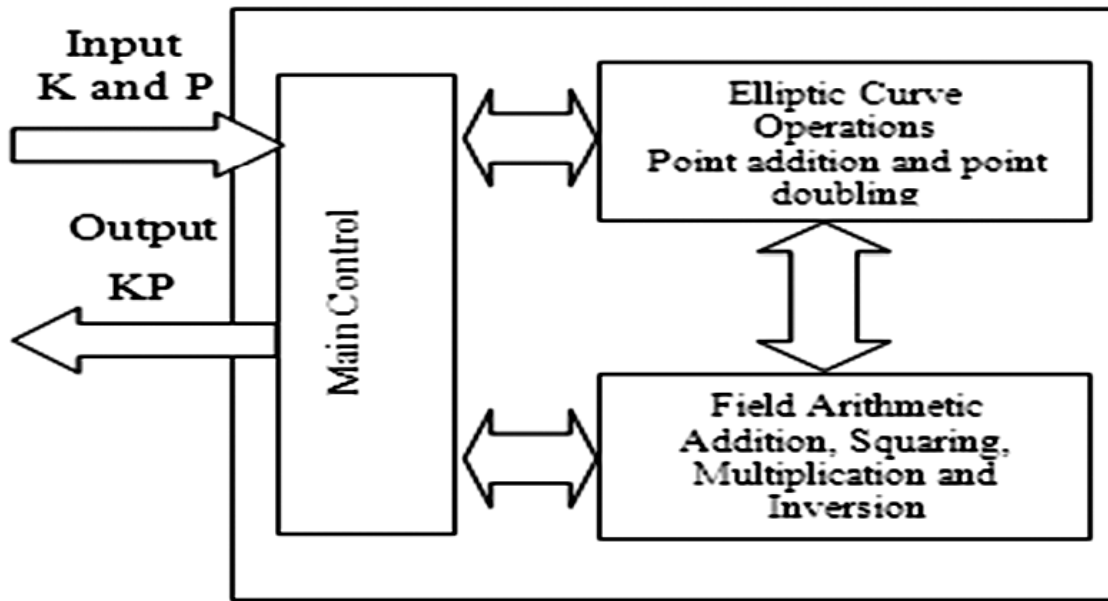 Input
K and P
Output
KP
Main Control
Elliptic Curve
Operations
Point addition and point
doubling
Field Arithmetic
Addition, Squaring,
Multiplication and
Inversion